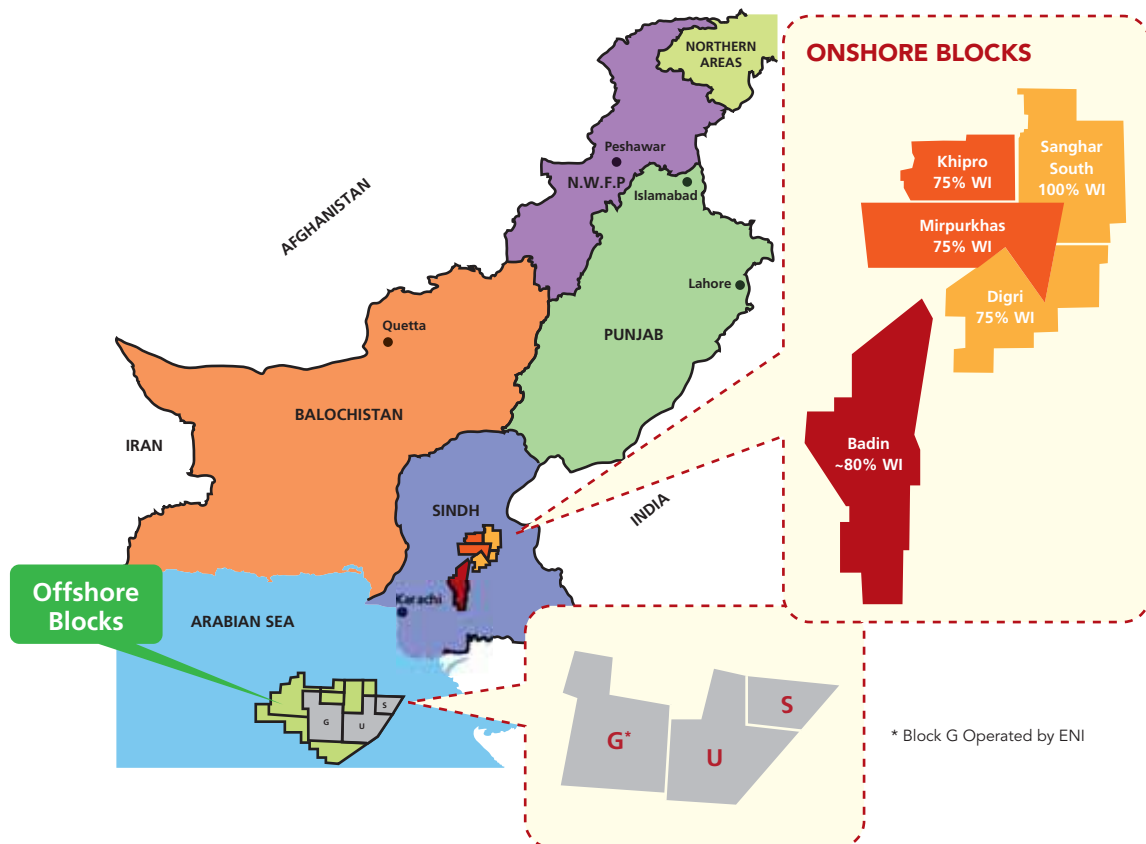 NORTHERN
AREAS
Peshawar
N.W.F.P
Islamabad
AFGHANISTAN
Lahore
Quetta
PUNJAB
BALOCHISTAN
IRAN
SINDH
INDIA
Karachi
Offshore
Blocks
ARABIAN SEA
G
U
S
ONSHORE BLOCKS
Khipro
75% WI
Sanghar
South
100% WI
Mirpurkhas
75% WI
Digri
75% WI
Badin
~80% WI
G*
U
S
* Block G Operated by ENI